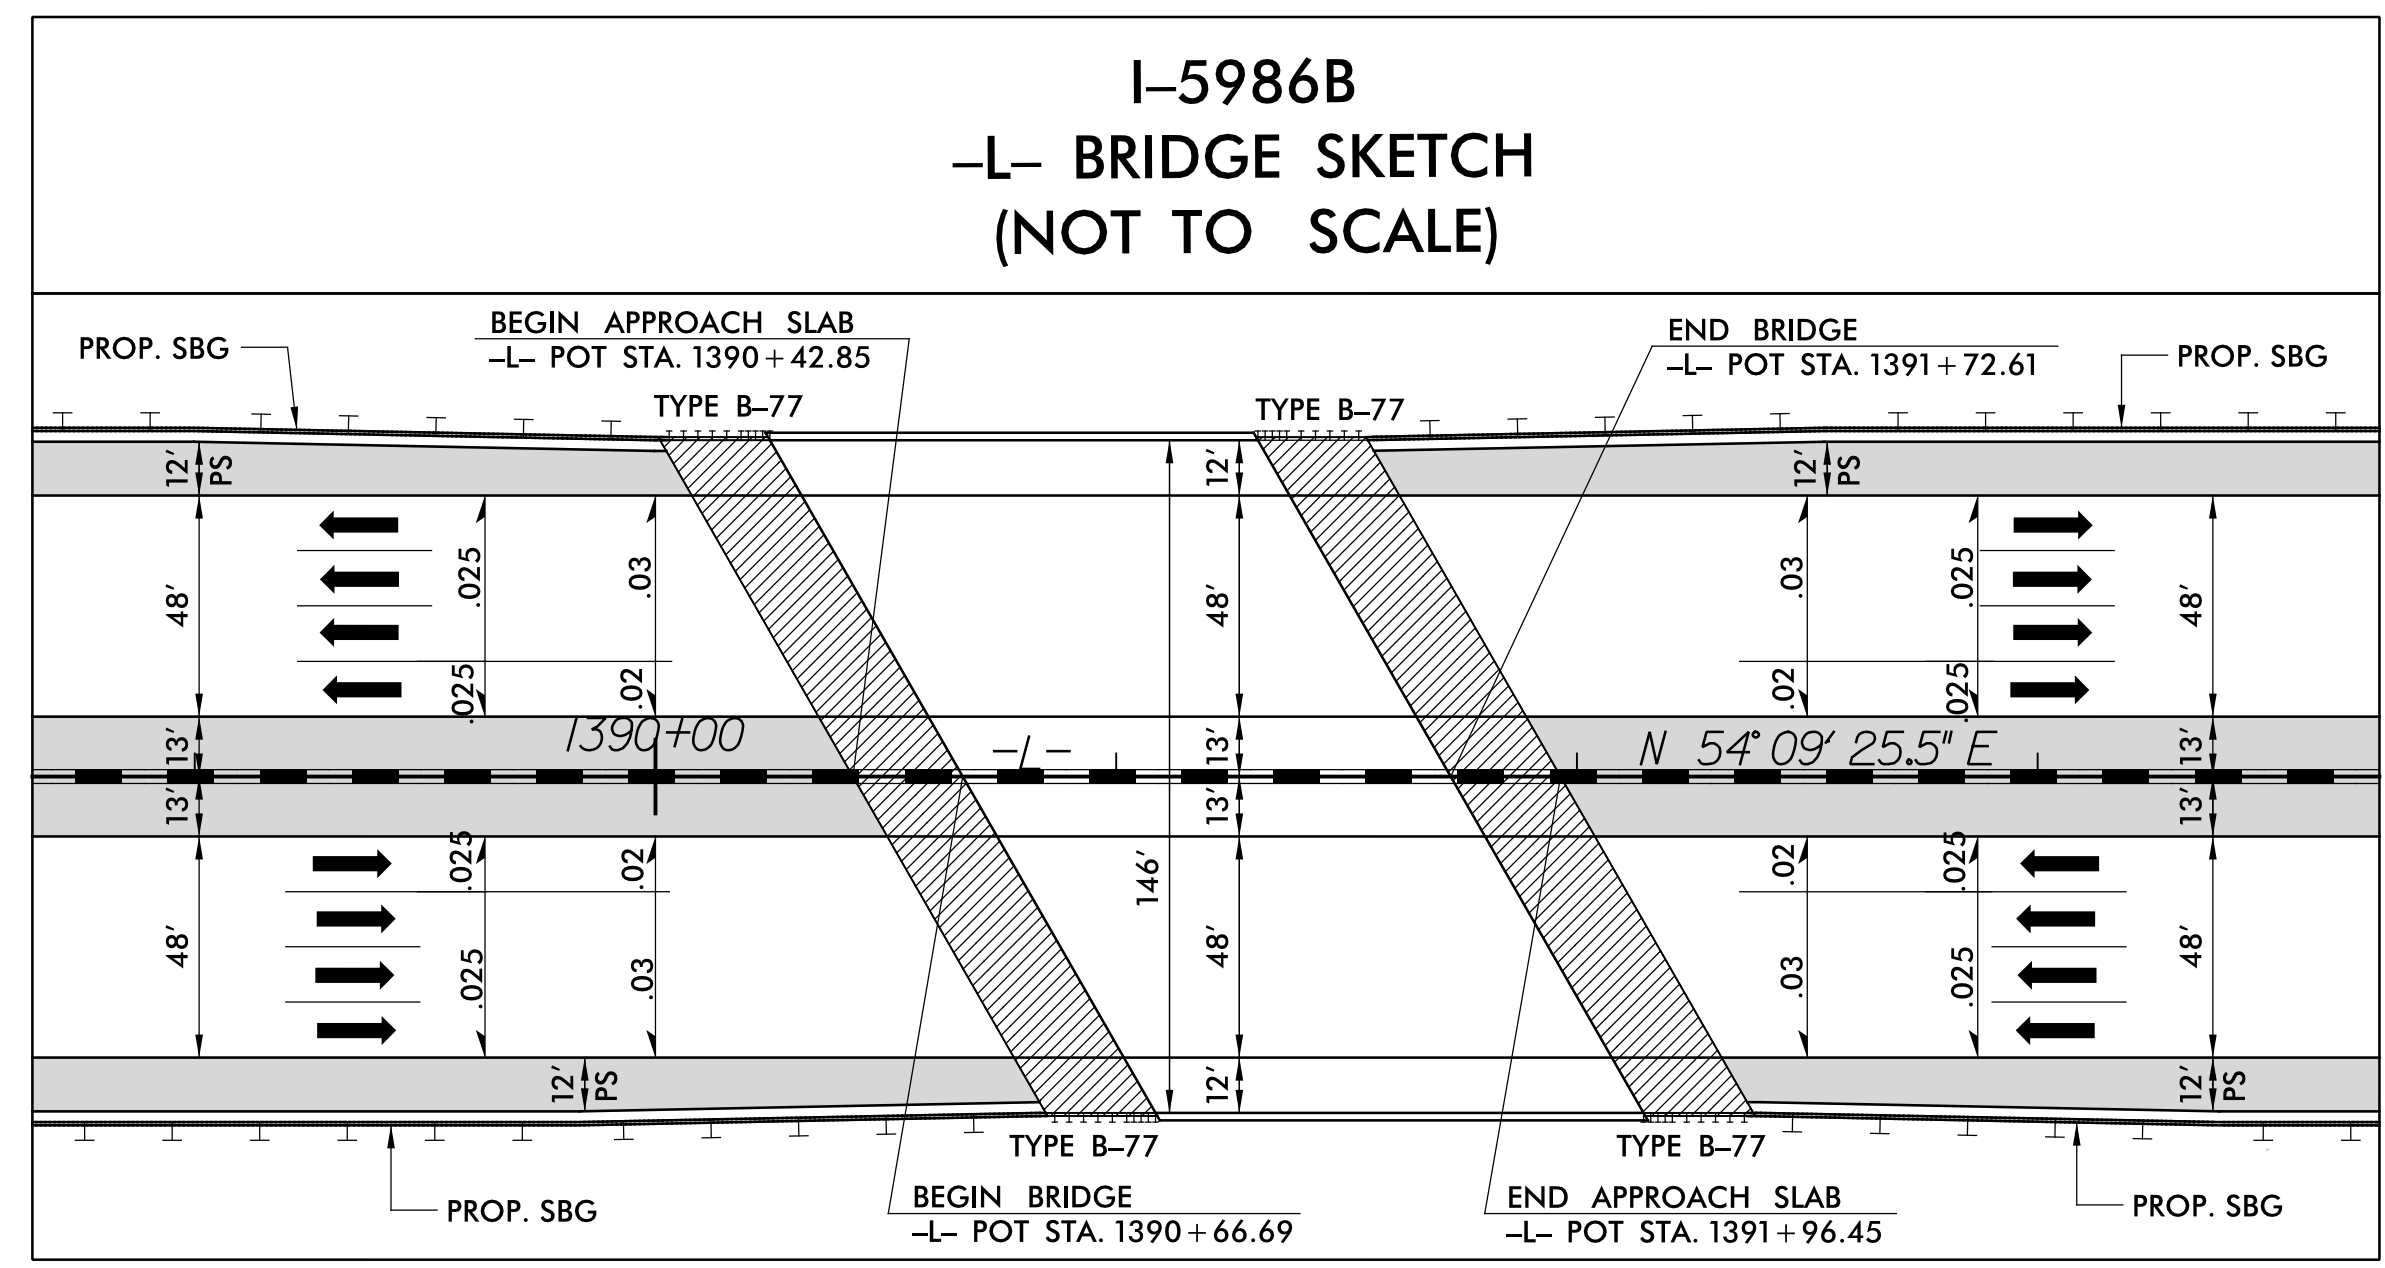 I–5986B
–L– BRIDGE SKETCH
(NOT TO SCALE)
BEGIN APPROACH SLAB
–L– POT STA. 1390+42.85
END BRIDGE
–L– POT STA. 1391+72.61
PROP. SBG
PROP. SBG
TYPE B–77
TYPE B–77
12'
PS
12'
12'
PS
48'
.025
.03
48'
.03
.025
48'
.025
.02
.02
.025
13'
1390+00
–L–
13'
N 54° 09' 25.5" E
13'
13'
13'
13'
.025
.02
146'
.02
.025
48'
.025
.03
48'
.03
.025
48'
12'
PS
12'
12'
PS
TYPE B–77
TYPE B–77
PROP. SBG
BEGIN BRIDGE
–L– POT STA. 1390+66.69
END APPROACH SLAB
–L– POT STA. 1391+96.45
PROP. SBG